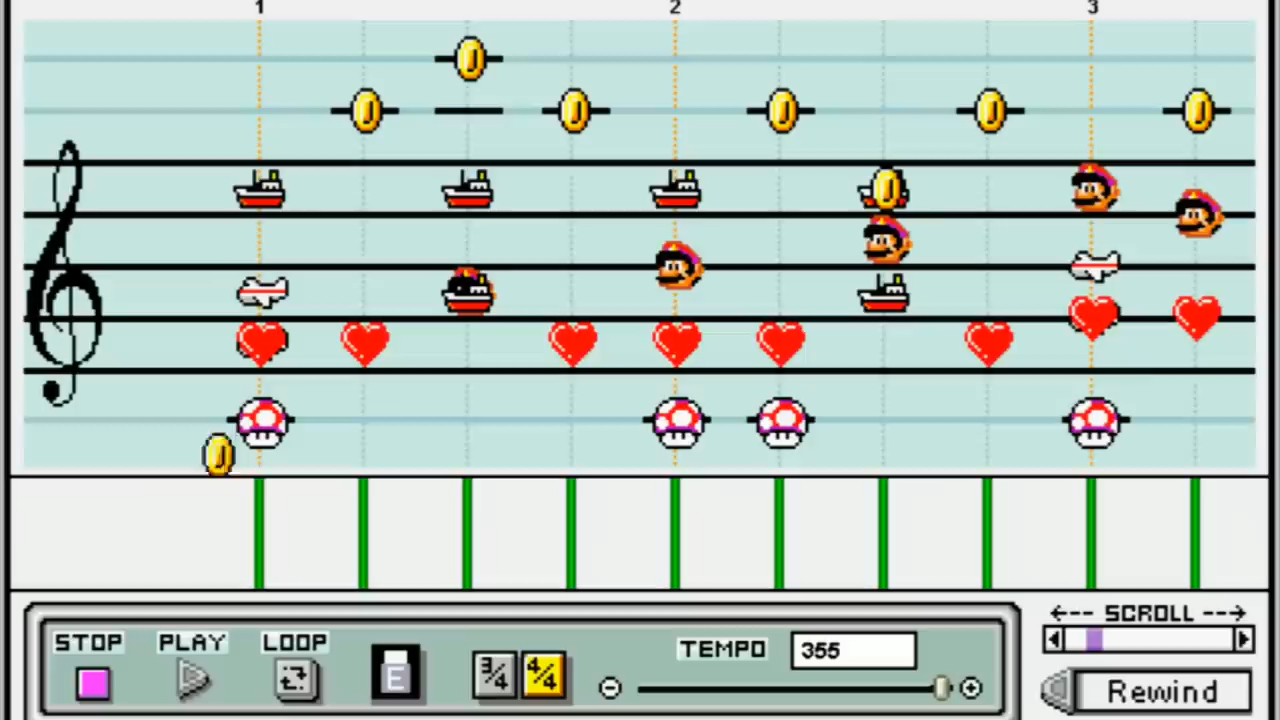 1 2 3
STOP PLAY LOOP
E
3/4 4/4
TEMPO 355
<--- SCROLL --->
Rewind